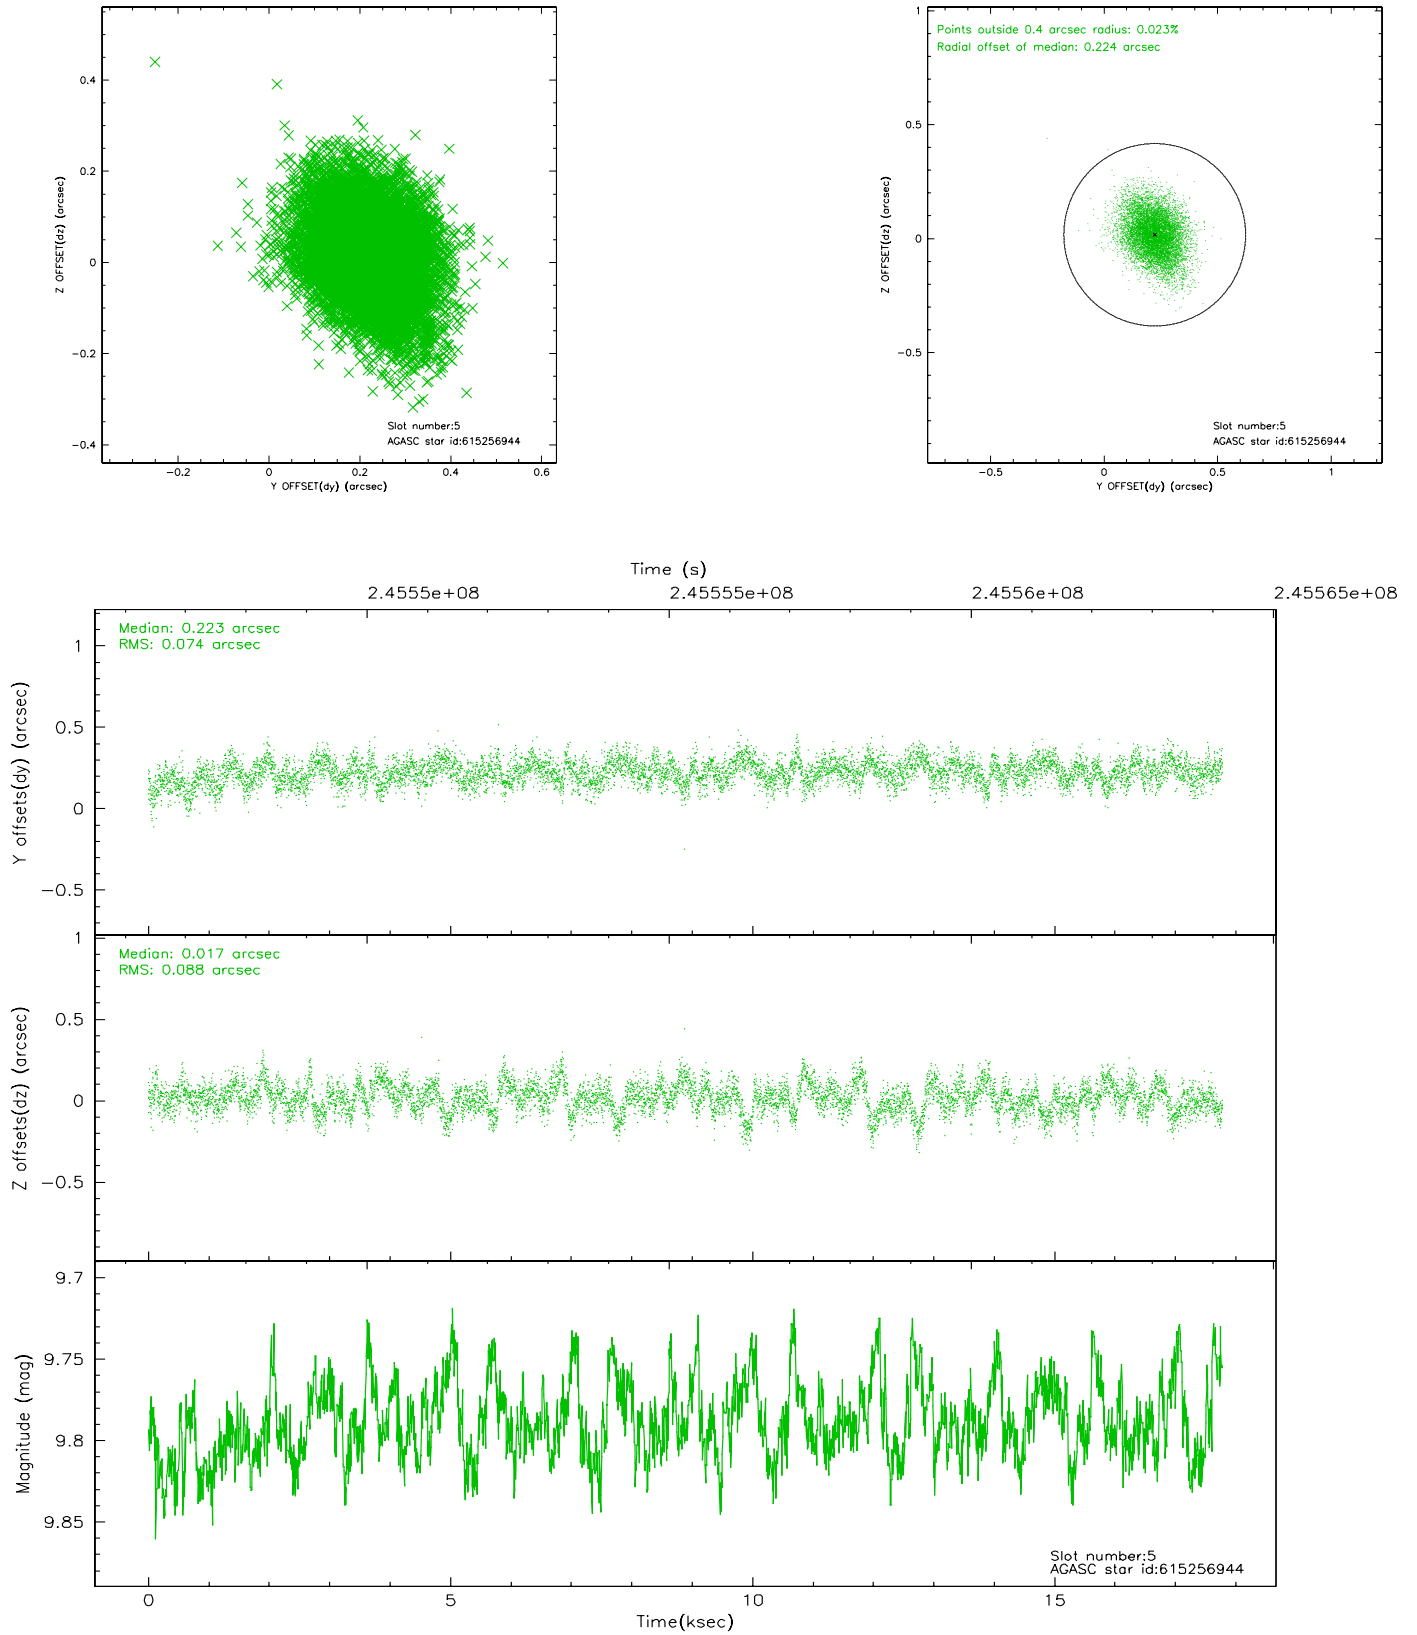 0.4
0.2
0
−0.2
−0.4
Z OFFSET(dz) (arcsec)
Slot number:5
AGASC star id:615256944
−0.2
0
0.2
0.4
0.6
Y OFFSET(dy) (arcsec)
1
0.5
0
−0.5
Z OFFSET(dz) (arcsec)
Points outside 0.4 arcsec radius: 0.023%
Radial offset of median: 0.224 arcsec
Slot number:5
AGASC star id:615256944
−0.5
0
0.5
1
Y OFFSET(dy) (arcsec)
Time (s)
2.4555e+08
2.45555e+08
2.4556e+08
2.45565e+08
Median: 0.223 arcsec
RMS: 0.074 arcsec
1
0.5
0
−0.5
Y offsets(dy) (arcsec)
Median: 0.017 arcsec
RMS: 0.088 arcsec
1
0.5
0
−0.5
Z offsets(dz) (arcsec)
9.7
9.75
9.8
9.85
Magnitude (mag)
Slot number:5
AGASC star id:615256944
0
5
10
15
Time(ksec)